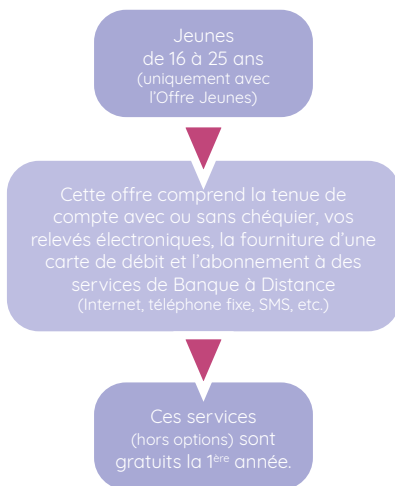 Jeunes
de 16 à 25 ans
(uniquement avec
l’Offre Jeunes)
Cette offre comprend la tenue de
compte avec ou sans chéquier, vos
relevés électroniques, la fourniture d’une
carte de débit et l’abonnement à des
services de Banque à Distance
(Internet, téléphone fixe, SMS, etc.)
Ces services
(hors options) sont
gratuits la 1ère année.